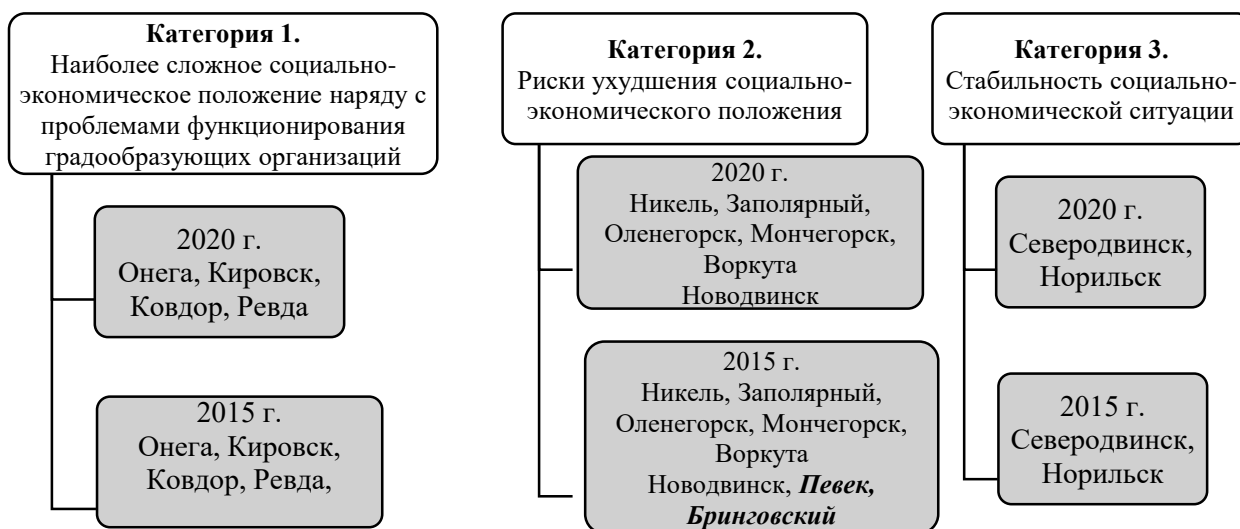 Категория 1.
Наиболее сложное социально-
экономическое положение наряду с
проблемами функционирования
градообразующих организаций
2020 г.
Онега, Кировск,
Ковдор, Ревда
2015 г.
Онега, Кировск,
Ковдор, Ревда,
Категория 2.
Риски ухудшения социально-
экономического положения
2020 г.
Никель, Заполярный,
Оленегорск, Мончегорск,
Воркута
Новодвинск
2015 г.
Никель, Заполярный,
Оленегорск, Мончегорск,
Воркута
Новодвинск, Певек,
Бринговский
Категория 3.
Стабильность социально-
экономической ситуации
2020 г.
Северодвинск,
Норильск
2015 г.
Северодвинск,
Норильск